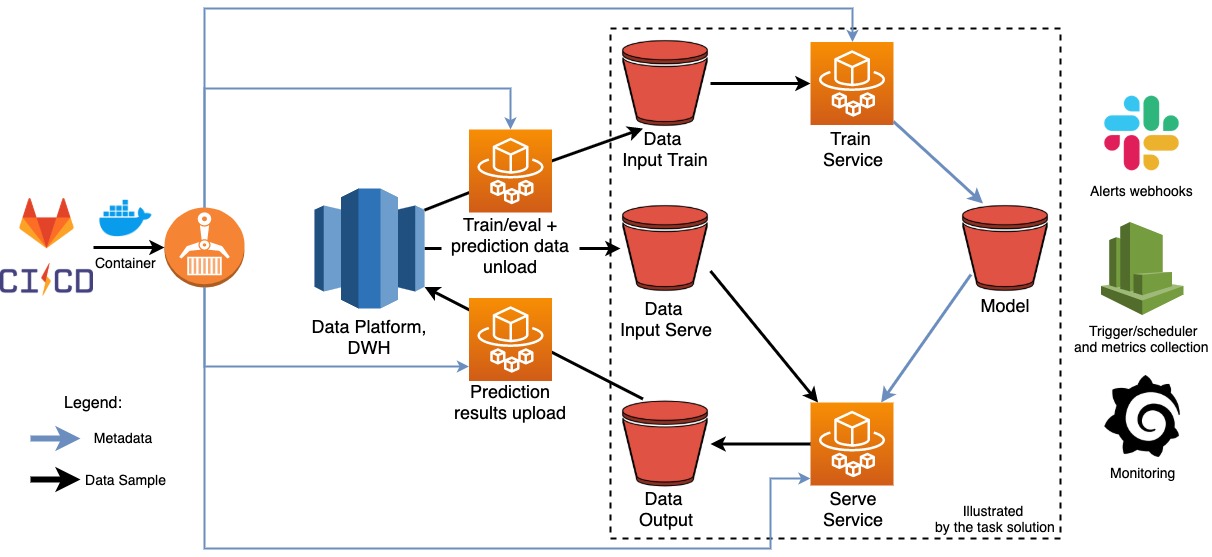 CI/CD
Container
Legend:
Metadata
Data Sample
Data Platform,
DWH
Train/eval +
prediction data
unload
Prediction
results upload
Data
Input Train
Data
Input Serve
Data
Output
Train
Service
Model
Serve
Service
Illustrated
by the task solution
Alerts webhooks
Trigger/scheduler
and metrics collection
Monitoring